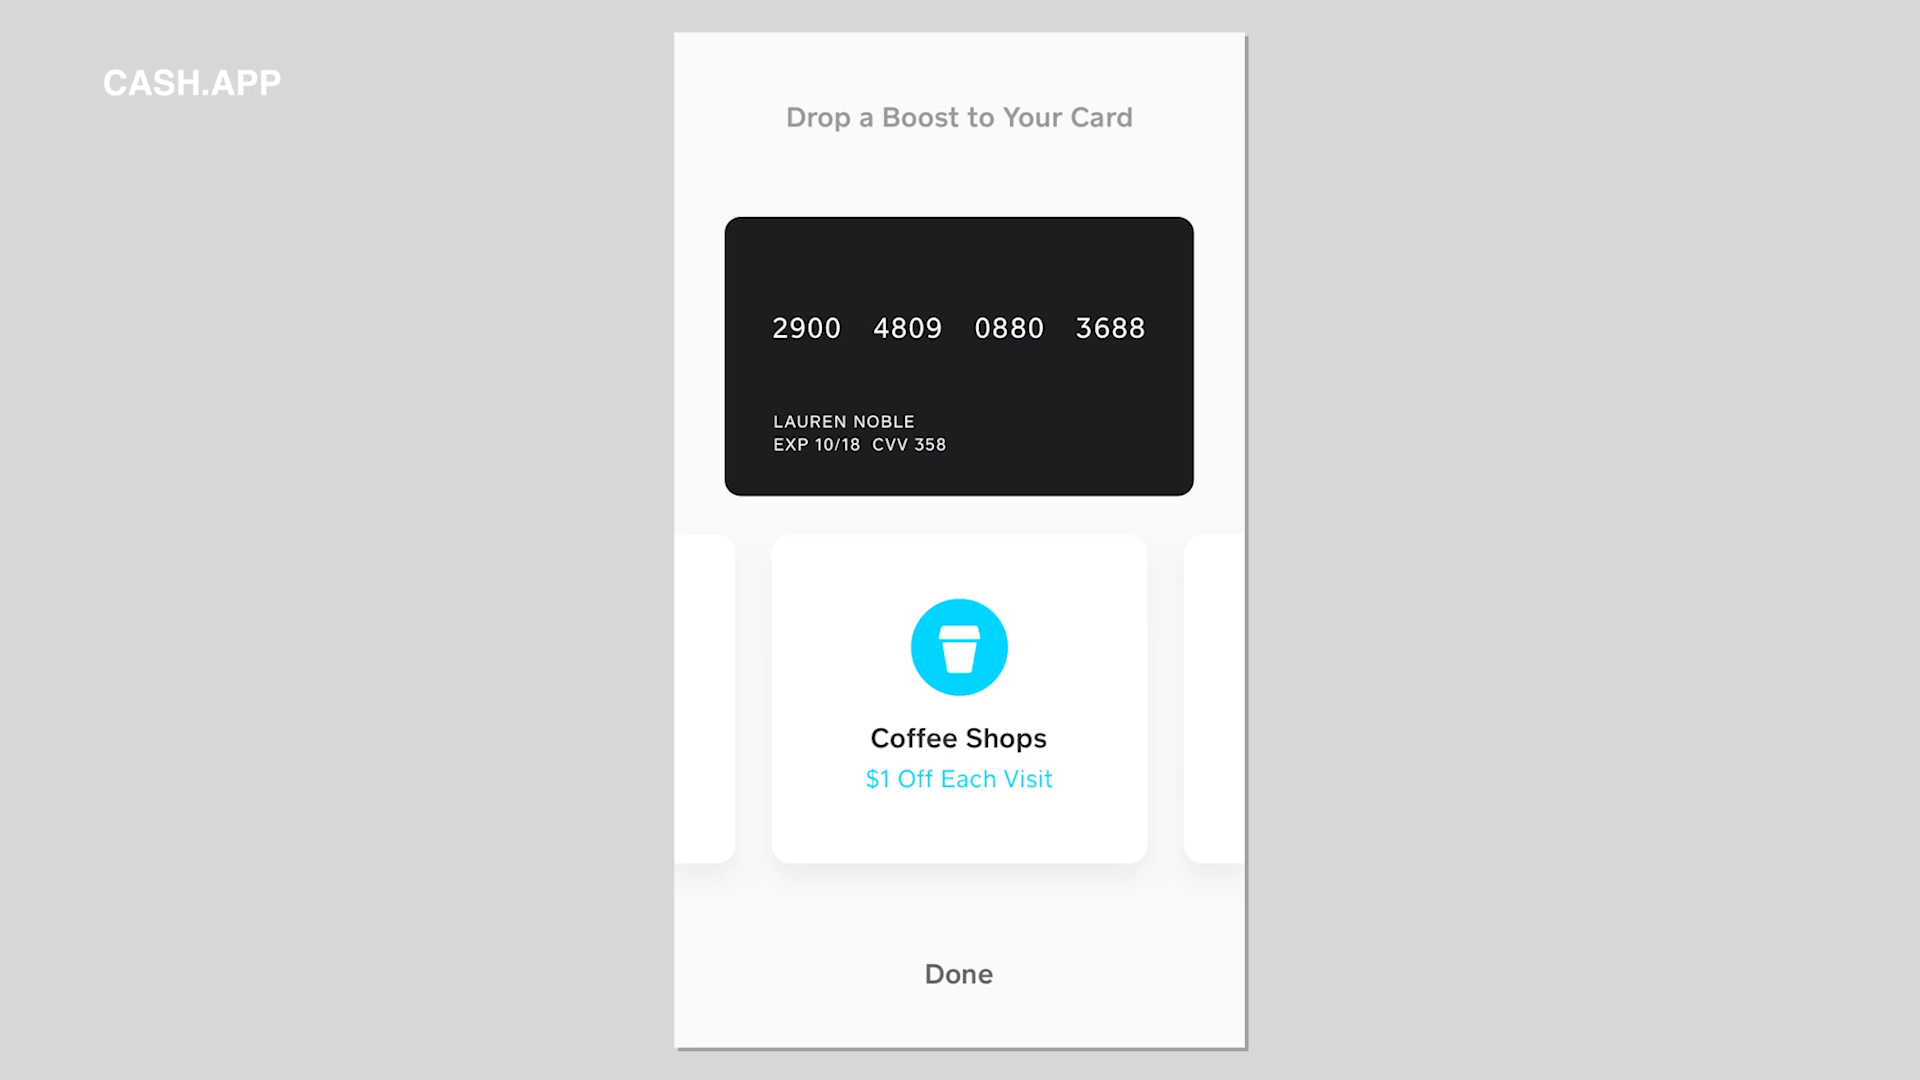 CASH.APP
Drop a Boost to Your Card
2900 4809 0880 3688
LAUREN NOBLE
EXP 10/18 CVV 358
Coffee Shops
$1 Off Each Visit
Done